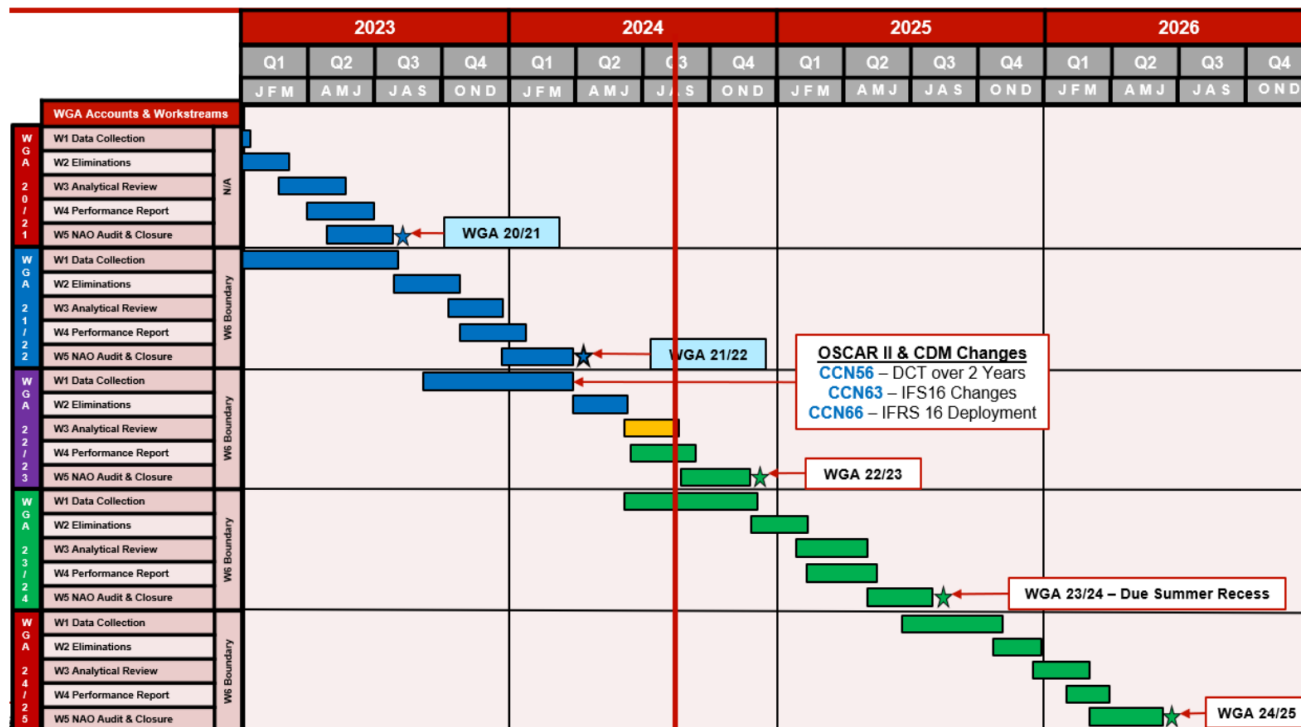 2023 2024 2025 2026
Q1 Q2 Q3 Q4 Q1 Q2 Q3 Q4 Q1 Q2 Q3 Q4 Q1 Q2 Q3 Q4
J F M A M J J A S O N D J F M A M J J A S O N D J F M A M J J A S O N D J F M A M J J A S O N D
WGA Accounts & Workstreams
WGA 20/21
W1 Data Collection
W2 Eliminations
W3 Analytical Review
W4 Performance Report
W5 NAO Audit & Closure
N/A
WGA 20/21
WGA 21/22
W1 Data Collection
W2 Eliminations
W3 Analytical Review
W4 Performance Report
W5 NAO Audit & Closure
W6 Boundary
WGA 21/22
OSCAR II & CDM Changes
CCN56 – DCT over 2 Years
CCN63 – IFS16 Changes
CCN66 – IFRS 16 Deployment
WGA 22/23
W1 Data Collection
W2 Eliminations
W3 Analytical Review
W4 Performance Report
W5 NAO Audit & Closure
W6 Boundary
WGA 22/23
WGA 23/24
W1 Data Collection
W2 Eliminations
W3 Analytical Review
W4 Performance Report
W5 NAO Audit & Closure
W6 Boundary
WGA 23/24 – Due Summer Recess
WGA 24/25
W1 Data Collection
W2 Eliminations
W3 Analytical Review
W4 Performance Report
W5 NAO Audit & Closure
W6 Boundary
WGA 24/25